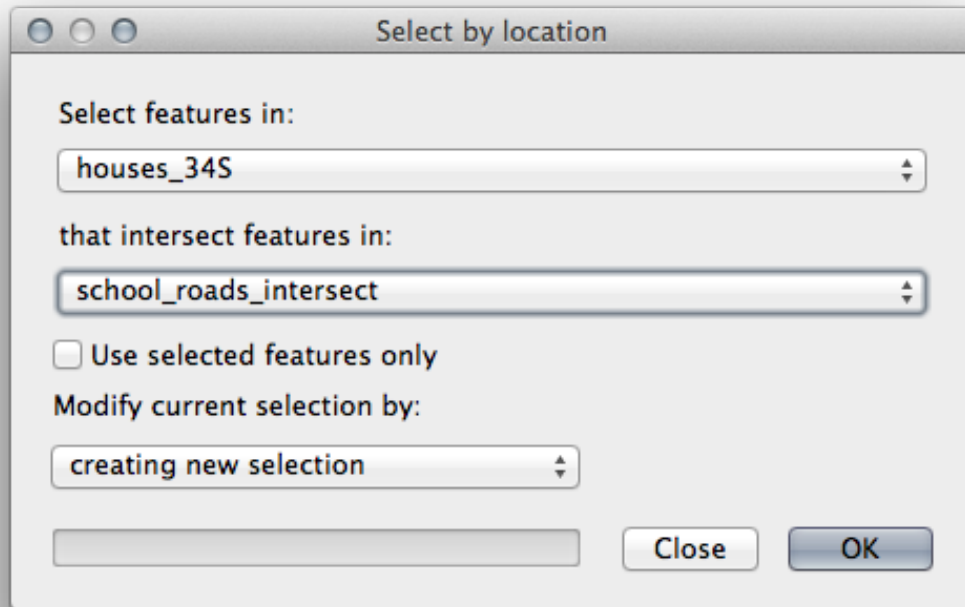 Select by location
Select features in:
houses_34S
that intersect features in:
school_roads_intersect
Use selected features only
Modify current selection by:
creating new selection
Close OK